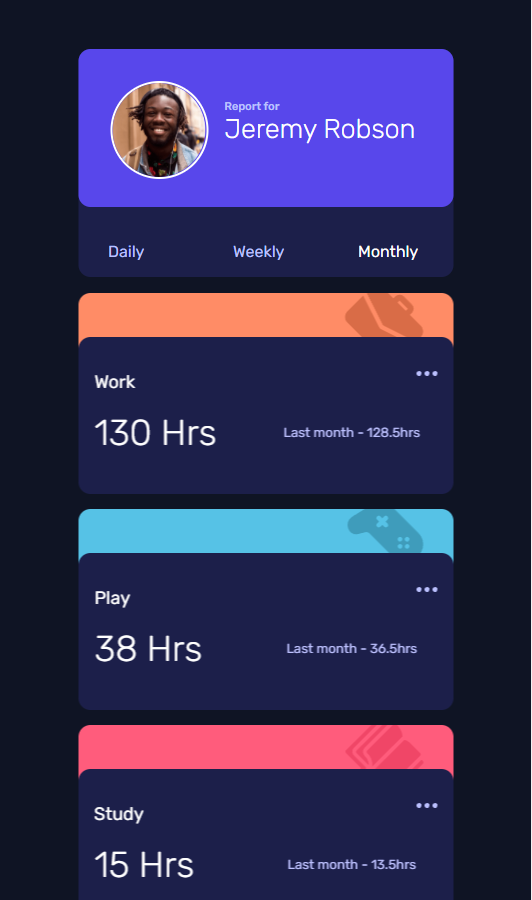 Report for
Jeremy Robson
Daily Weekly Monthly
Work
130 Hrs Last month - 128.5hrs
Play
38 Hrs Last month - 36.5hrs
Study
15 Hrs Last month - 13.5hrs